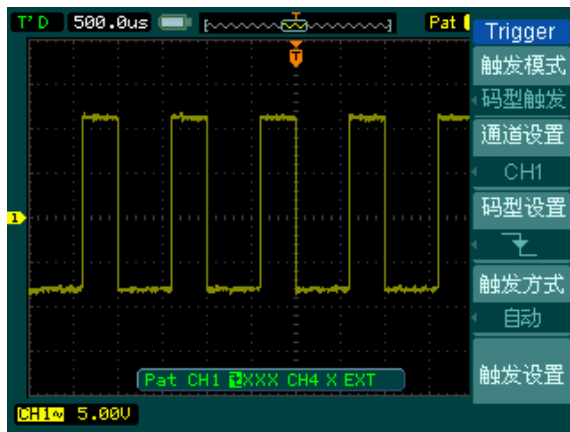 T'D 500.0us Pat
T
Trigger
触发模式
码型触发
通道设置
CH1
码型设置
触发方式
自动
触发设置
1
Pat CH1 XXX CH4 X EXT
CH1~ 5.00V